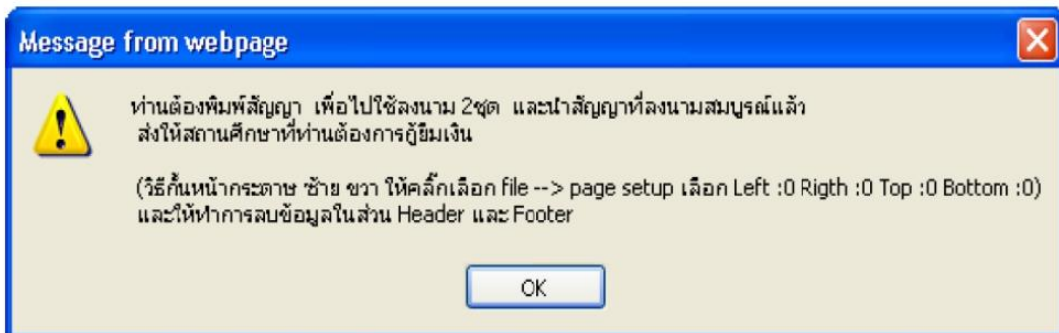 Message from webpage
ท่านต้องพิมพ์สัญญา เพื่อไปใช้ลงนาม 2ชุด และนำสัญญาที่ลงนามสมบูรณ์แล้ว
ส่งให้สถานศึกษาที่ท่านต้องการกู้ยืมเงิน
(วิธีกั้นหน้ากระดาษ ซ้าย ขวา ให้คลิ๊กเลือก file --> page setup เลือก Left :0 Rigth :0 Top :0 Bottom :0)
และให้ทำการลบข้อมูลในส่วน Header และ Footer
OK